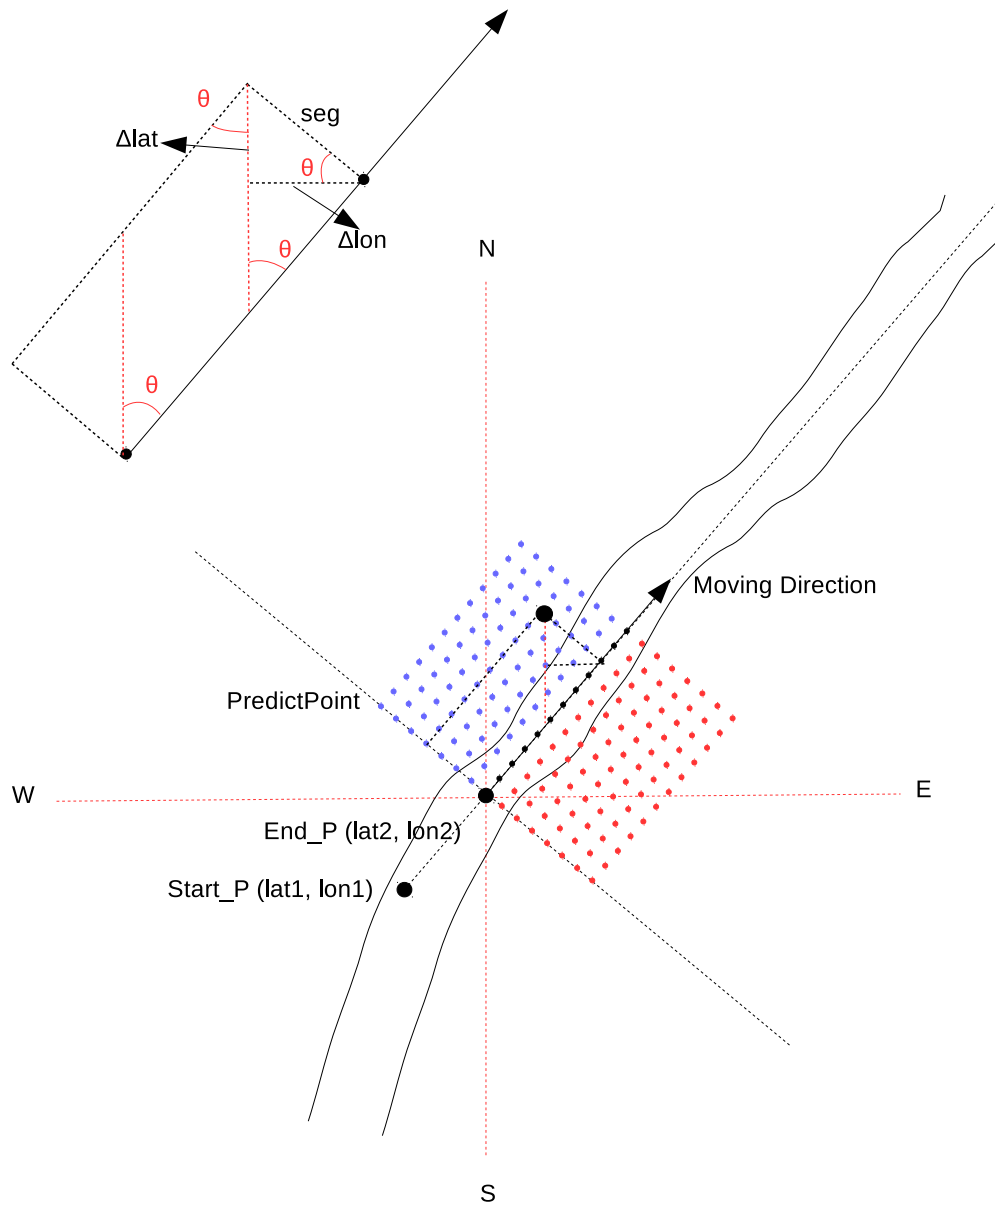 θ
seg
Δlat
θ
Δlon
θ
N
θ
Moving Direction
PredictPoint
W
E
End_P (lat2, lon2)
Start_P (lat1, lon1)
S